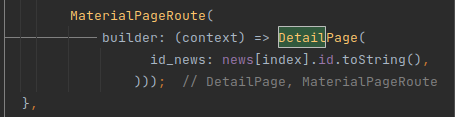 MaterialPageRoute(
builder: (context) => DetailPage(
id_news: news[index].id.toString(),
)));  // DetailPage, MaterialPageRoute
},